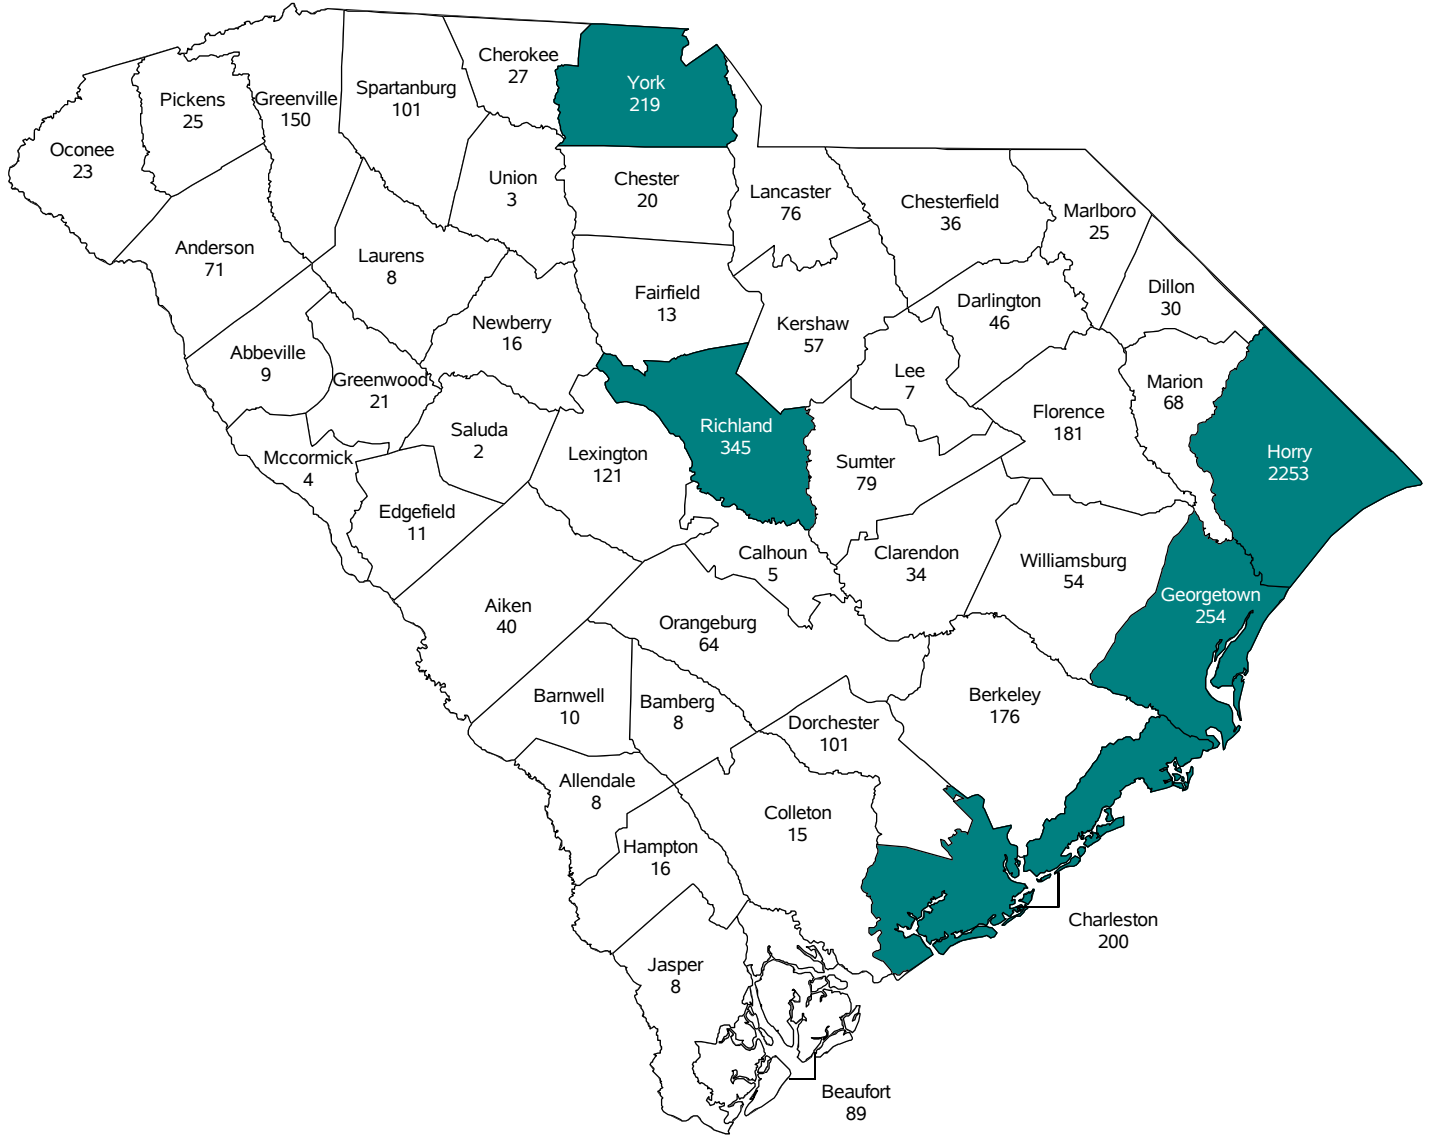 Cherokee
27
York
219
Spartanburg
101
Pickens
25
Greenville
150
Oconee
23
Union
3
Chester
20
Lancaster
76
Chesterfield
36
Marlboro
25
Anderson
71
Laurens
8
Fairfield
13
Dillon
30
Darlington
46
Newberry
16
Kershaw
57
Abbeville
9
Greenwood
21
Lee
7
Marion
68
Florence
181
Saluda
2
Richland
345
Lexington
121
Mccormick
4
Sumter
79
Horry
2253
Edgefield
11
Calhoun
5
Clarendon
34
Williamsburg
54
Georgetown
254
Aiken
40
Orangeburg
64
Barnwell
10
Bamberg
8
Berkeley
176
Dorchester
101
Allendale
8
Colleton
15
Hampton
16
Charleston
200
Jasper
8
Beaufort
89